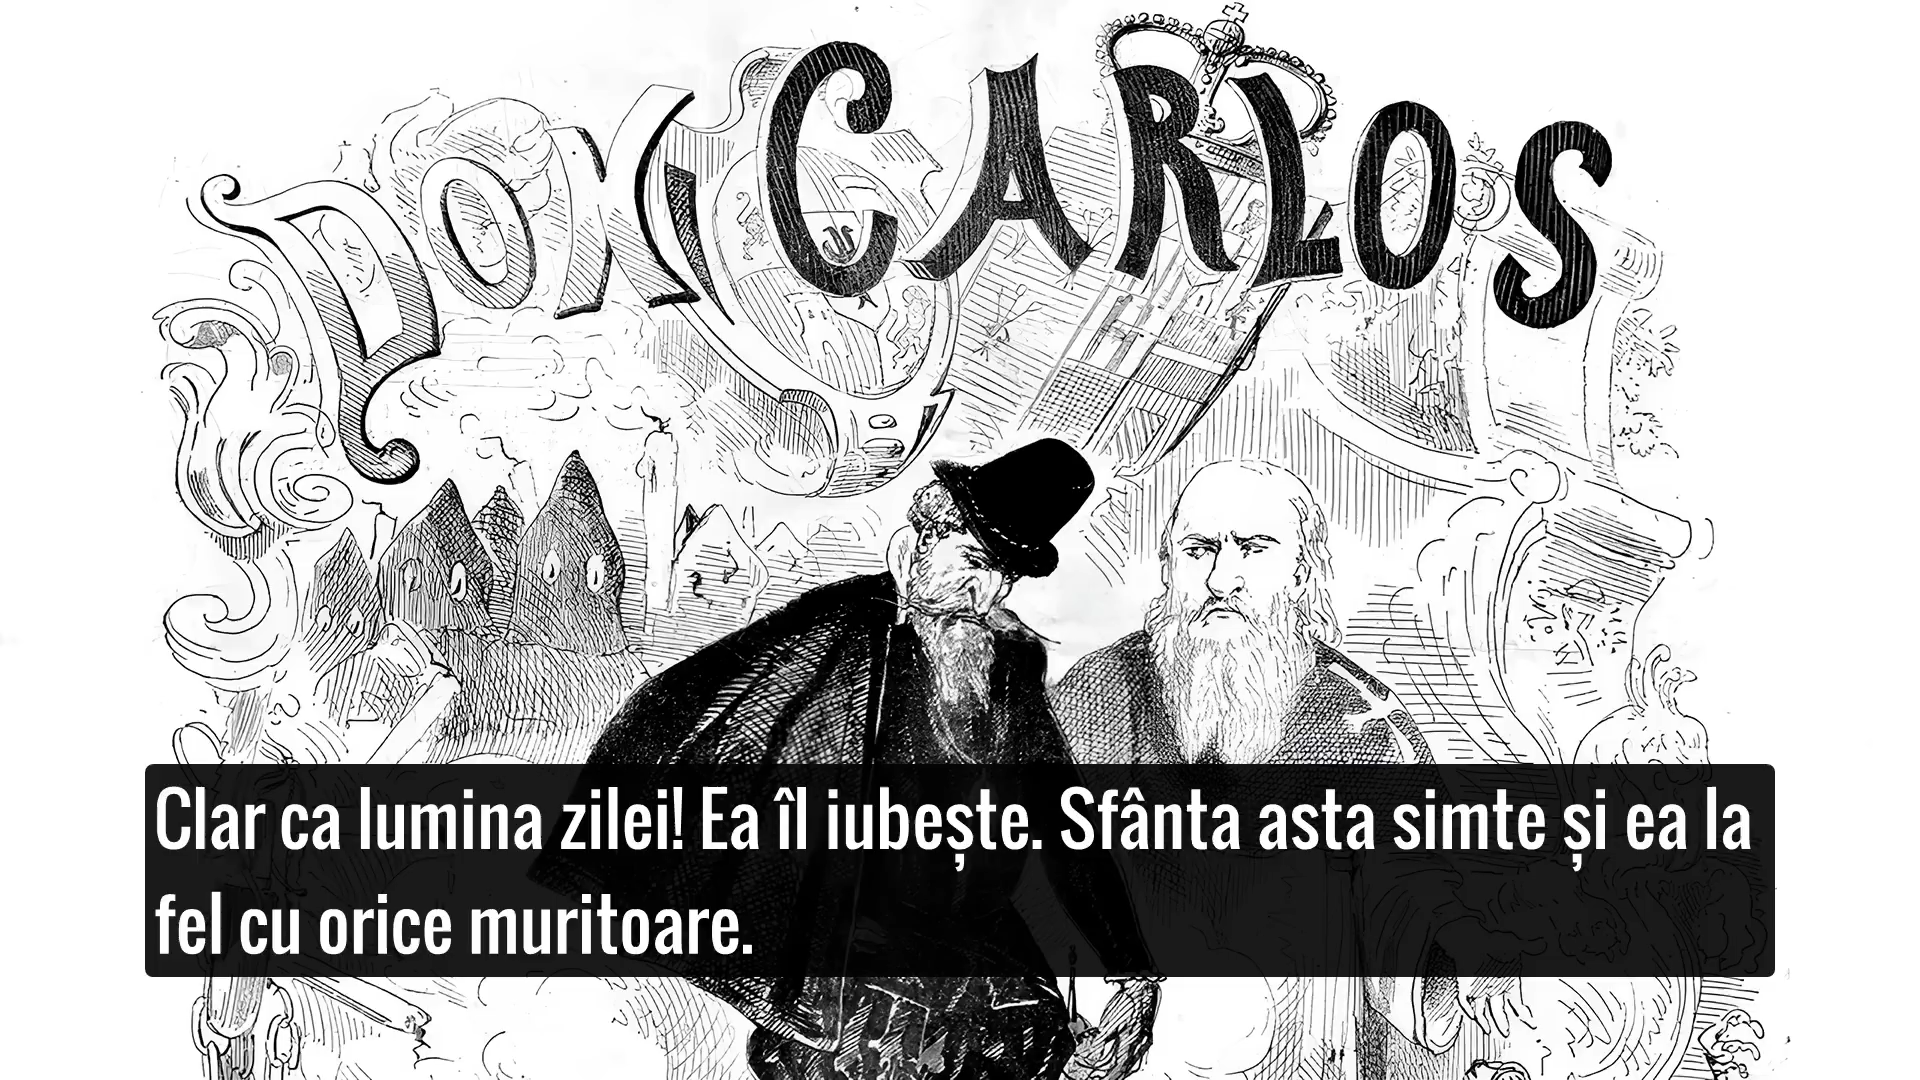 DON CARLOS
Clar ca lumina zilei! Ea îl iubește. Sfânta asta simte și ea la
fel cu orice muritoare.